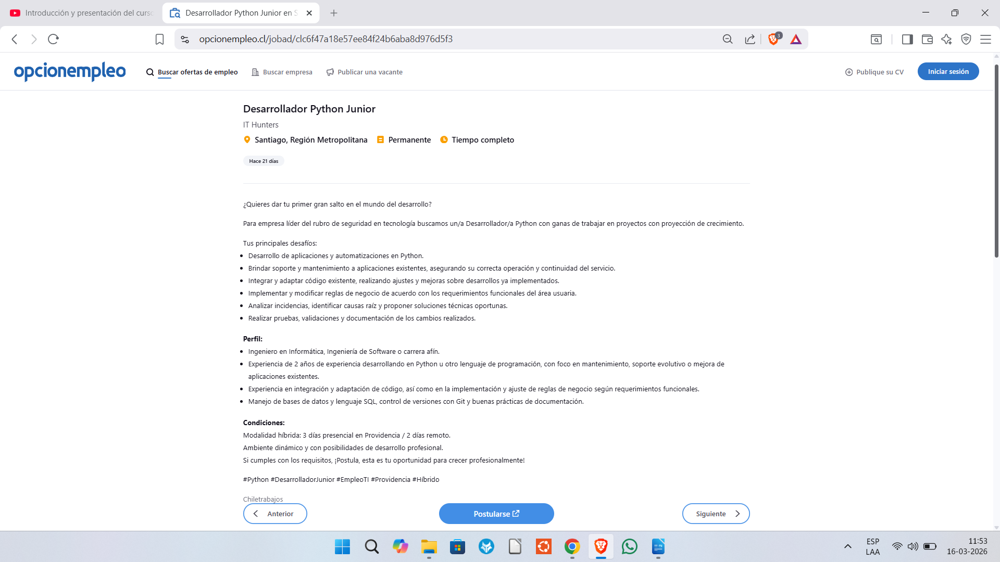 Introducción y presentación del curso
Desarrollador Python Junior en S
opcionempleo.cl/jobad/clc6f47a18e57ee84f24b6aba8d976d5f3
3
opcionempleo
Buscar ofertas de empleo
Buscar empresa
Publicar una vacante
Publique su CV
Iniciar sesión
Desarrollador Python Junior
IT Hunters
Santiago, Región Metropolitana
Permanente
Tiempo completo
Hace 21 días
¿Quieres dar tu primer gran salto en el mundo del desarrollo?
Para empresa líder del rubro de seguridad en tecnología buscamos un/a Desarrollador/a Python con ganas de trabajar en proyectos con proyección de crecimiento.
Tus principales desafíos:
• Desarrollo de aplicaciones y automatizaciones en Python.
• Brindar soporte y mantenimiento a aplicaciones existentes, asegurando su correcta operación y continuidad del servicio.
• Integrar y adaptar código existente, realizando ajustes y mejoras sobre desarrollos ya implementados.
• Implementar y modificar reglas de negocio de acuerdo con los requerimientos funcionales del área usuaria.
• Analizar incidencias, identificar causas raíz y proponer soluciones técnicas oportunas.
• Realizar pruebas, validaciones y documentación de los cambios realizados.
Perfil:
• Ingeniero en Informática, Ingeniería de Software o carrera afín.
• Experiencia de 2 años de experiencia desarrollando en Python u otro lenguaje de programación, con foco en mantenimiento, soporte evolutivo o mejora de
aplicaciones existentes.
• Experiencia en integración y adaptación de código, así como en la implementación y ajuste de reglas de negocio según requerimientos funcionales.
• Manejo de bases de datos y lenguaje SQL, control de versiones con Git y buenas prácticas de documentación.
Condiciones:
Modalidad híbrida: 3 días presencial en Providencia / 2 días remoto.
Ambiente dinámico y con posibilidades de desarrollo profesional.
Si cumples con los requisitos, ¡Postula, esta es tu oportunidad para crecer profesionalmente!
#Python #DesarrolladorJunior #EmpleoTI #Providencia #Híbrido
Chiletrabajos
Anterior
Postularse
Siguiente
ESP
LAA
11:53
16-03-2026